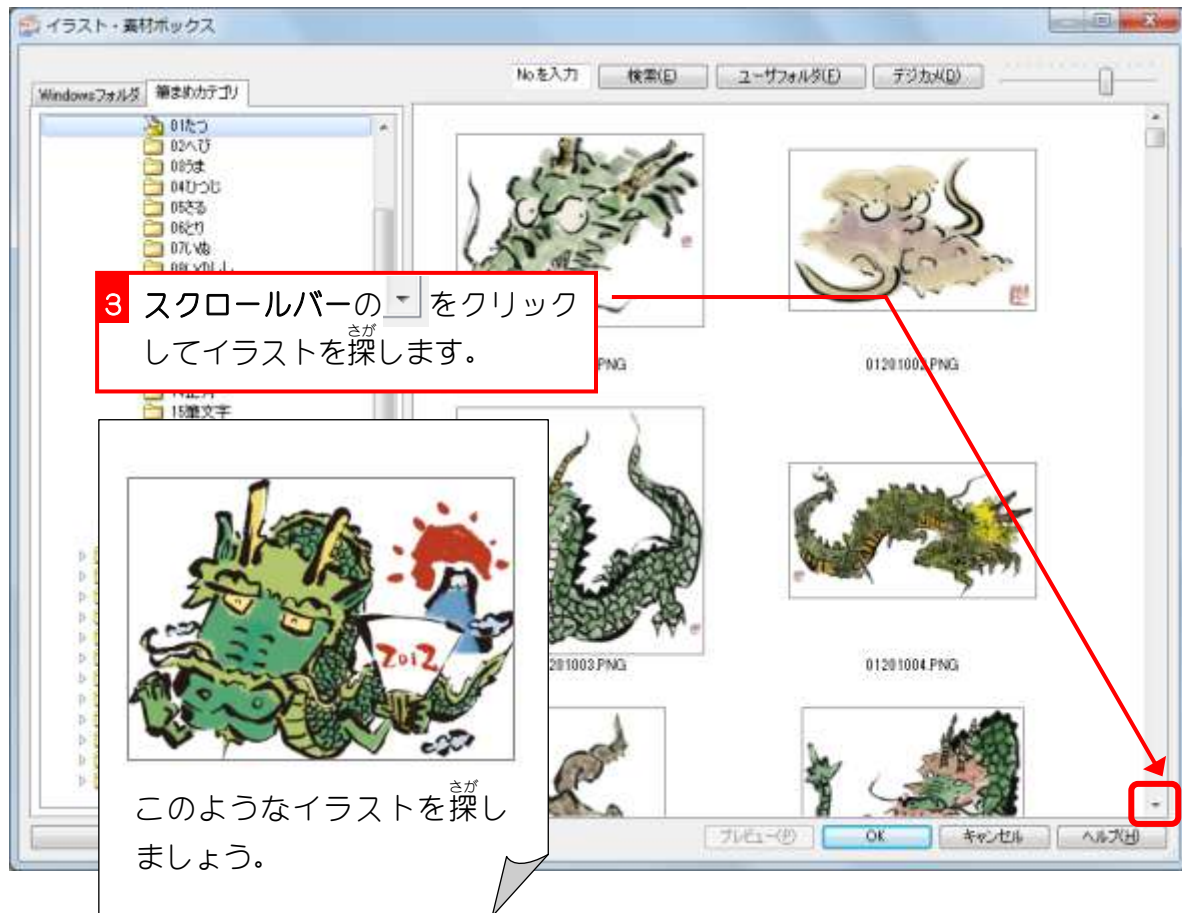 イラスト・素材ボックス
Noを入力 検索(E) ユーザフォルダ(F) デジカメ(D)
Windowsフォルダ 筆まめカテゴリ
01たつ
02へび
03うま
04ひつじ
05さる
06とり
07いぬ
3 スクロールバーの をクリック
さが
してイラストを探します。
15筆文字
PNG
01201002.PNG
201003.PNG
01201004.PNG
2012
さが
このようなイラストを探し
ましょう。
プレビュー(P) OK キャンセル ヘルプ(H)